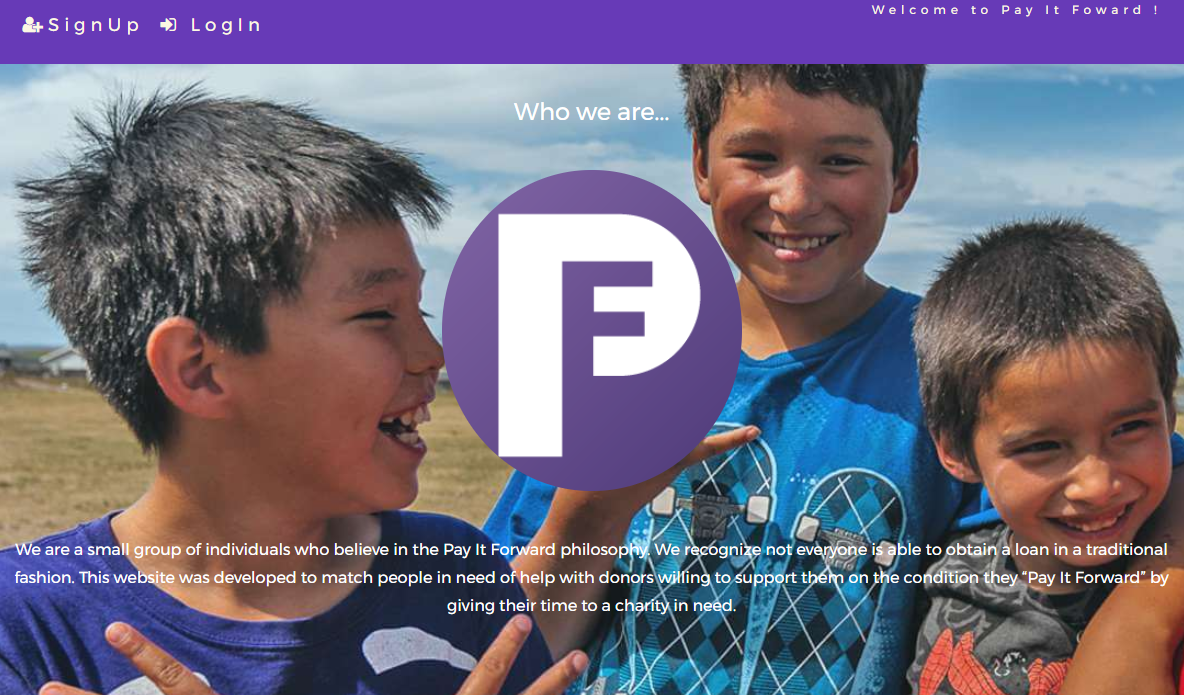 SignUp LogIn
Welcome to Pay It Foward !
Who we are...
PF
We are a small group of individuals who believe in the Pay It Forward philosophy. We recognize not everyone is able to obtain a loan in a traditional
fashion. This website was developed to match people in need of help with donors willing to support them on the condition they “Pay It Forward” by
giving their time to a charity in need.